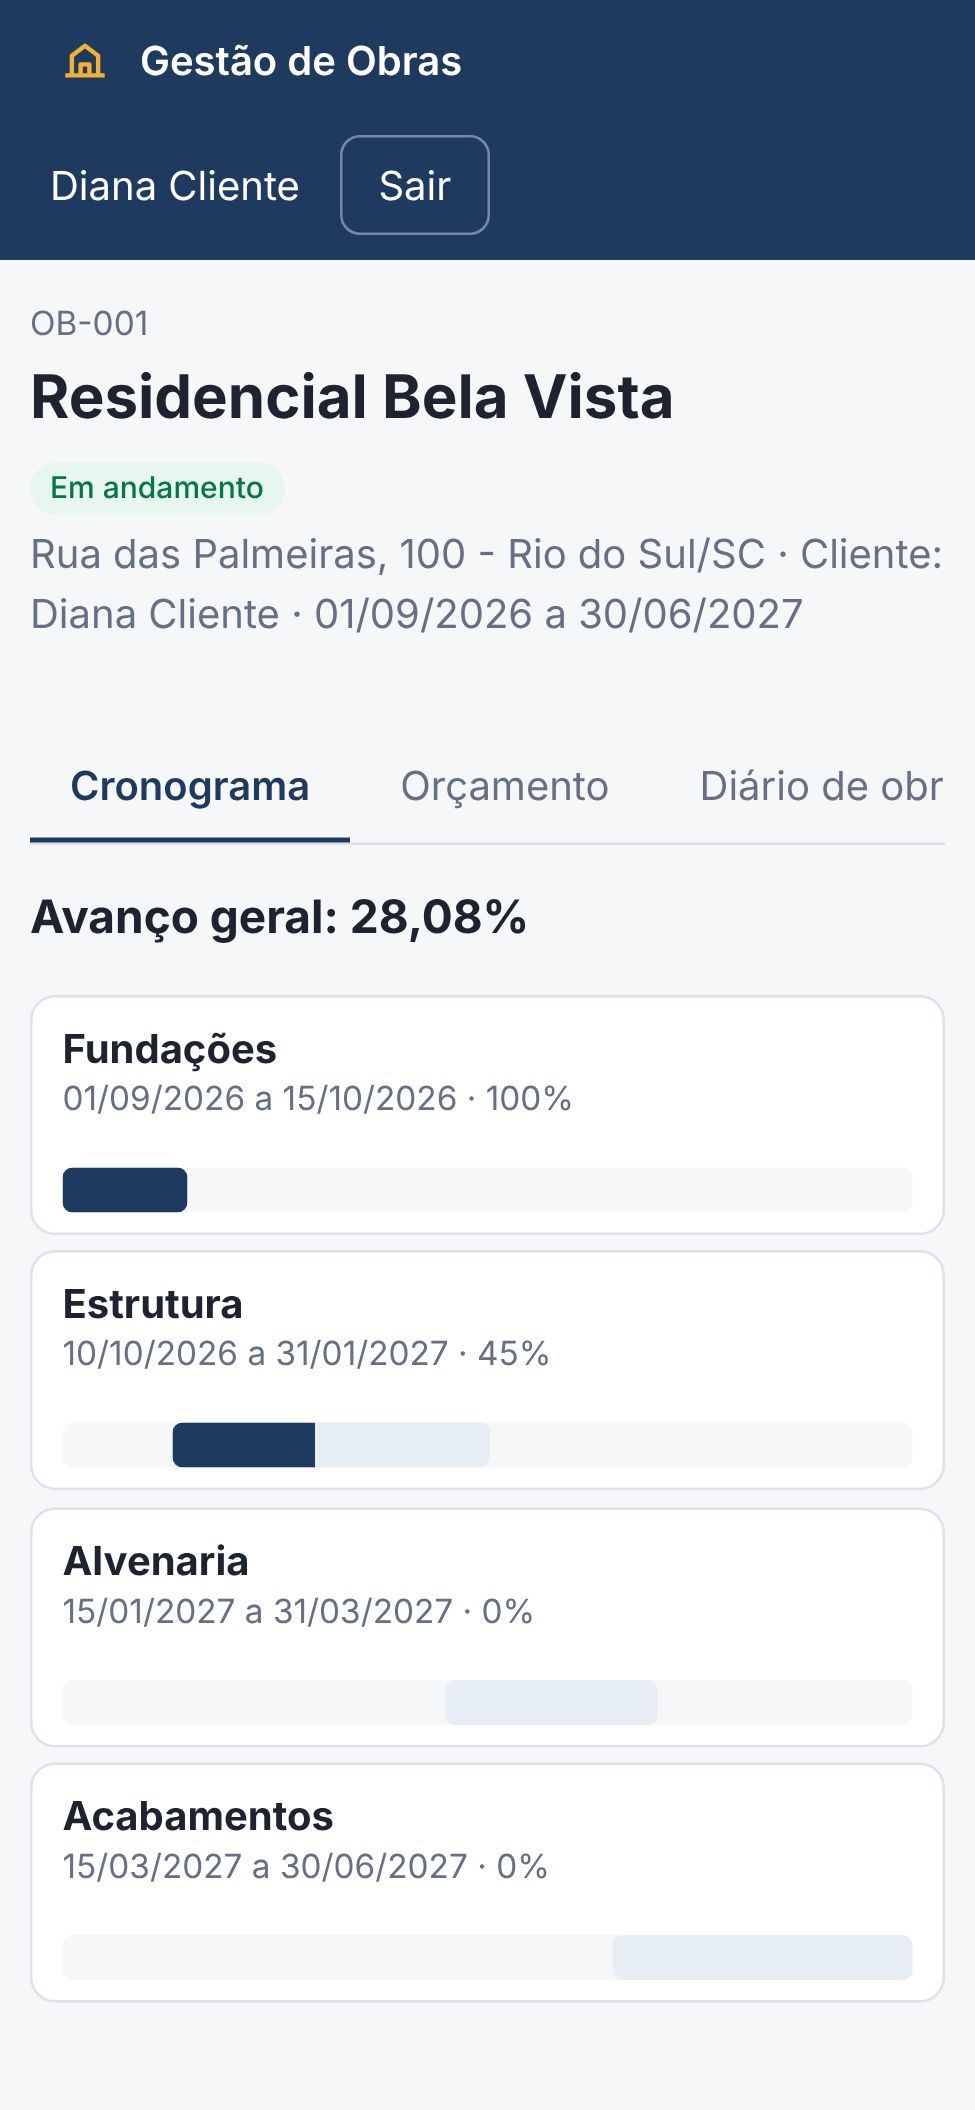 Gestão de Obras
Diana Cliente
Sair
OB-001
Residencial Bela Vista
Em andamento
Rua das Palmeiras, 100 - Rio do Sul/SC · Cliente:
Diana Cliente · 01/09/2026 a 30/06/2027
Cronograma
Orçamento
Diário de obr
Avanço geral: 28,08%
Fundações
01/09/2026 a 15/10/2026 · 100%
Estrutura
10/10/2026 a 31/01/2027 · 45%
Alvenaria
15/01/2027 a 31/03/2027 · 0%
Acabamentos
15/03/2027 a 30/06/2027 · 0%